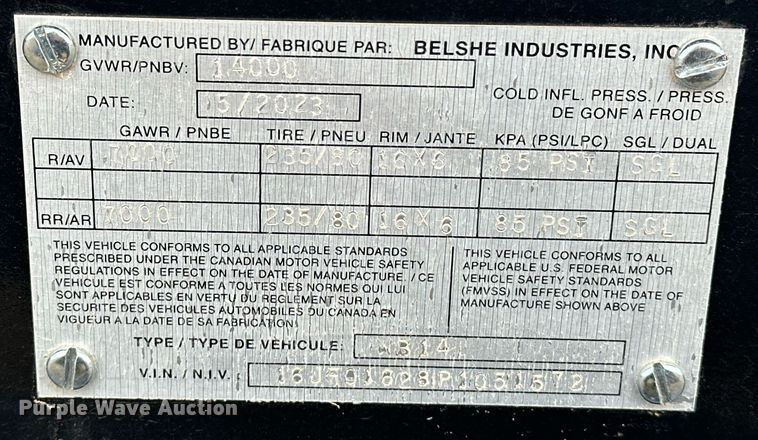 MANUFACTURED BY/ FABRIQUE PAR: BELSHE INDUSTRIES, INC
GVWR/PNBV: 14000
COLD INFL. PRESS. / PRESS.
DE GONF A FROID
DATE: 5/2023
GAWR / PNBE TIRE / PNEU RIM / JANTE KPA (PSI/LPC) SGL / DUAL
R/AV 7000 235/80 16X6 85 PSI SGL
RR/AR 7000 235/80 16X6 85 PSI SGL
THIS VEHICLE CONFORMS TO ALL APPLICABLE STANDARDS
PRESCRIBED UNDER THE CANADIAN MOTOR VEHICLE SAFETY
REGULATIONS IN EFFECT ON THE DATE OF MANUFACTURE. / CE
VEHICULE EST CONFORME A TOUTES LES NORMES QUI LUI
SONT APPLICABLES EN VERTU DU REGLEMENT SUR LA
SECURITE DES VEHICULES AUTOMOBILES DU CANADA EN
VIGUEUR A LA DATE DE SA FABRICATION
THIS VEHICLE CONFORMS TO ALL
APPLICABLE U.S. FEDERAL MOTOR
VEHICLE SAFETY STANDARDS
(FMVSS) IN EFFECT ON THE DATE OF
MANUFACTURE SHOWN ABOVE
TYPE / TYPE DE VEHICULE:
V.I.N. / N.I.V.
Purple Wave Auction